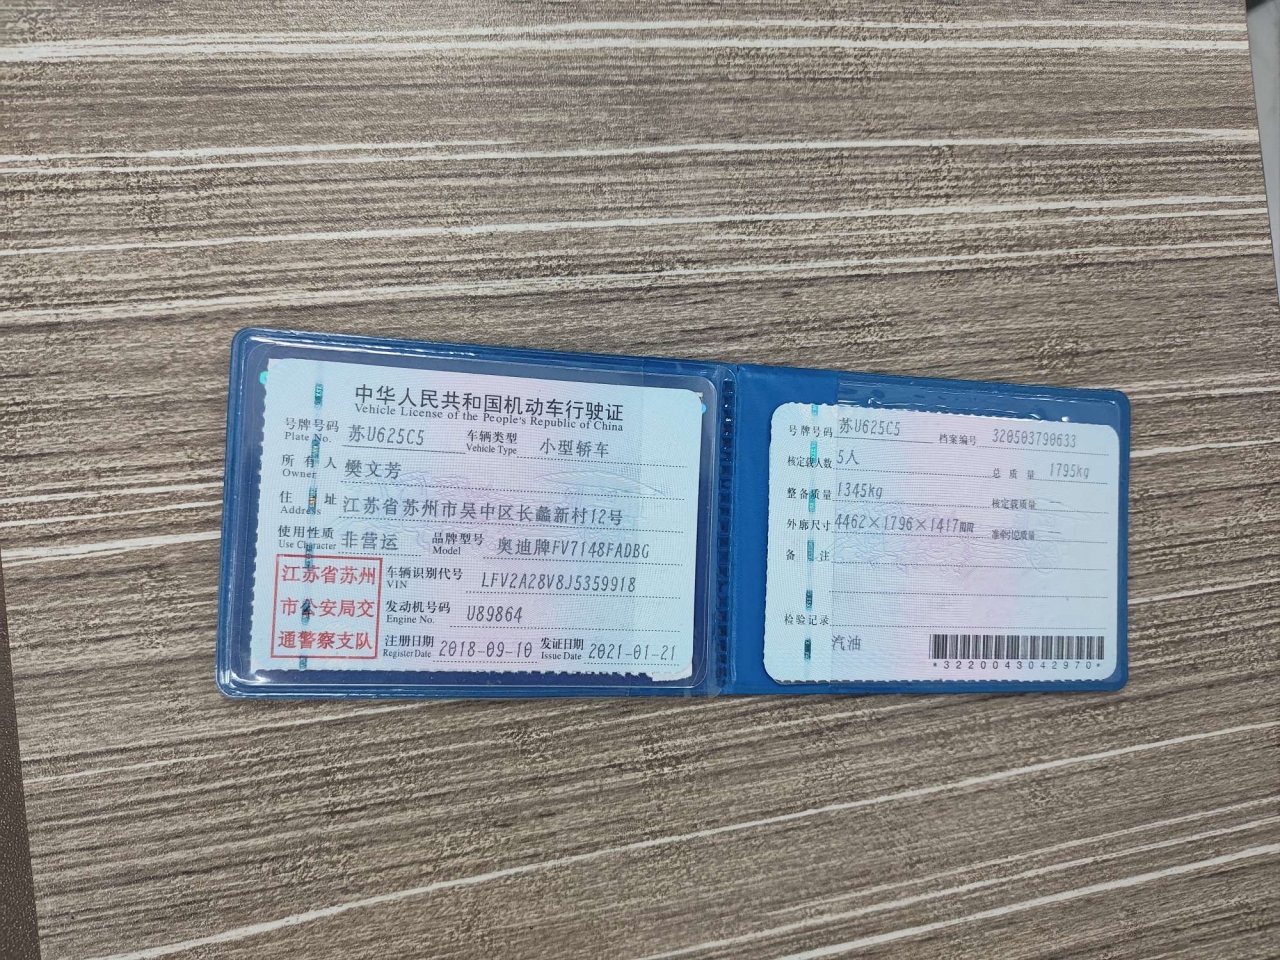 中华人民共和国机动车行驶证
Vehicle License of the People's Republic of China
号牌号码 苏U625C5 车辆类型 小型轿车
Plate No. Vehicle Type
所有人 樊文芳
Owner
住址 江苏省苏州市吴中区长蠡新村12号
Address
使用性质 非营运 品牌型号 奥迪牌FV7148FADBG
Use Character Model
江苏省苏州
市公安局交
通警察支队
车辆识别代号 LFV2A28V8J5359918
VIN
发动机号码 U89864
Engine No.
注册日期 2018-09-10 发证日期 2021-01-21
Register Date Issue Date
号牌号码 苏U625C5 档案编号 320503790633
核定载人数 5人 总质量 1795kg
整备质量 1345kg 核定载质量
外廓尺寸 4462×1796×1417毫米 准牵引总质量
备注
检验记录
汽油
*3220043042970*